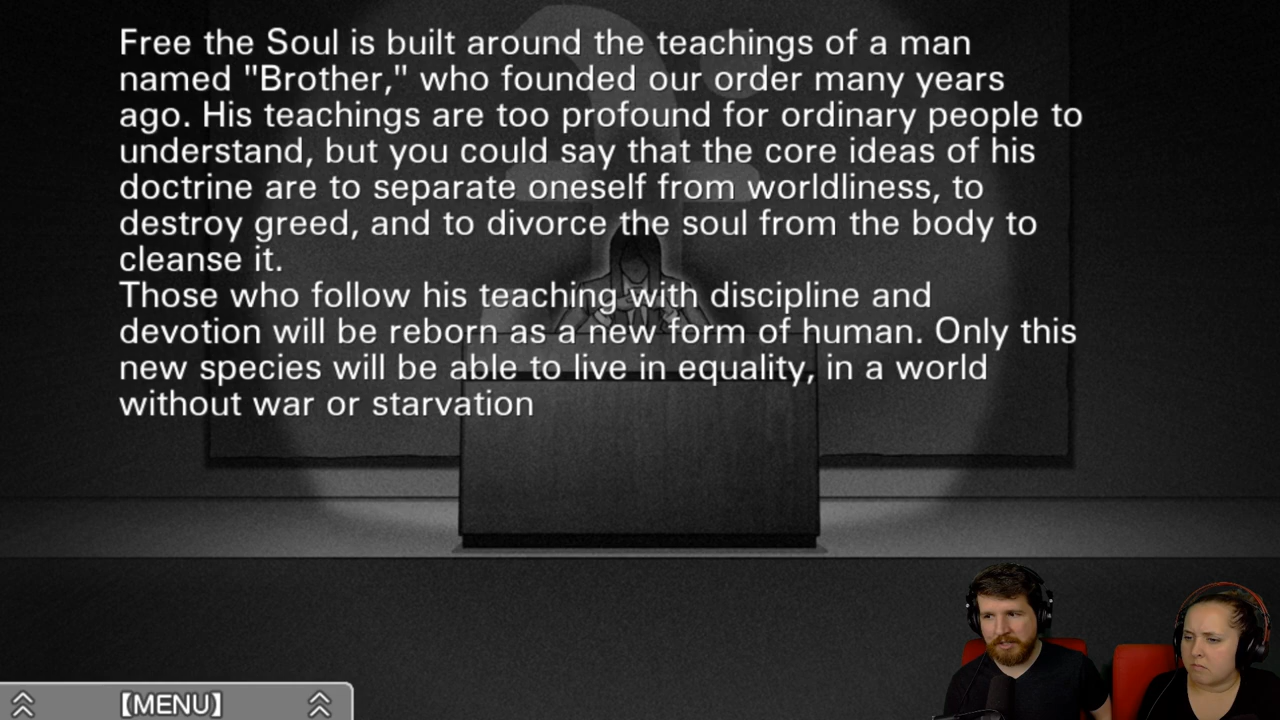 Free the Soul is built around the teachings of a man
named "Brother," who founded our order many years
ago. His teachings are too profound for ordinary people to
understand, but you could say that the core ideas of his
doctrine are to separate oneself from worldliness, to
destroy greed, and to divorce the soul from the body to
cleanse it.
Those who follow his teaching with discipline and
devotion will be reborn as a new form of human. Only this
new species will be able to live in equality, in a world
without war or starvation
【MENU】